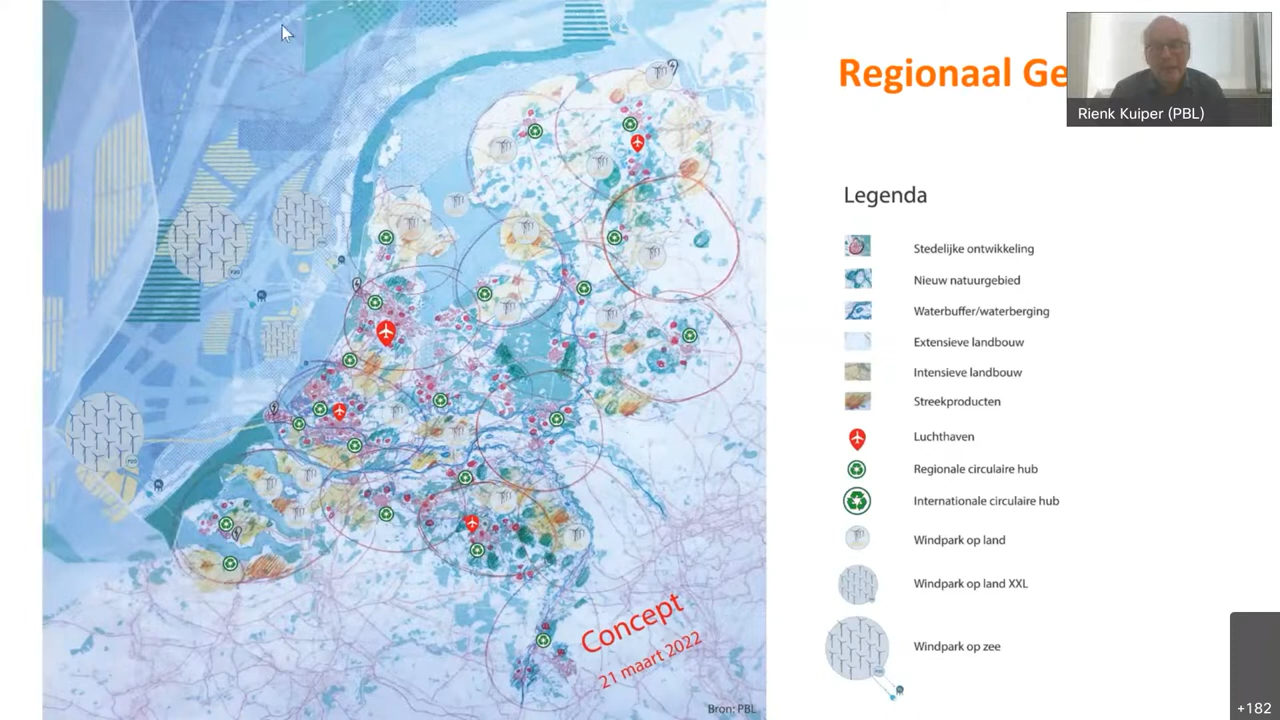 Regionaal Ge
Rienk Kuiper (PBL)
Legenda
Stedelijke ontwikkeling
Nieuw natuurgebied
Waterbuffer/waterberging
Extensieve landbouw
Intensieve landbouw
Streekproducten
Luchthaven
Regionale circulaire hub
Internationale circulaire hub
Windpark op land
Windpark op land XXL
Windpark op zee
Concept
21 maart 2022
Bron: PBL
+182